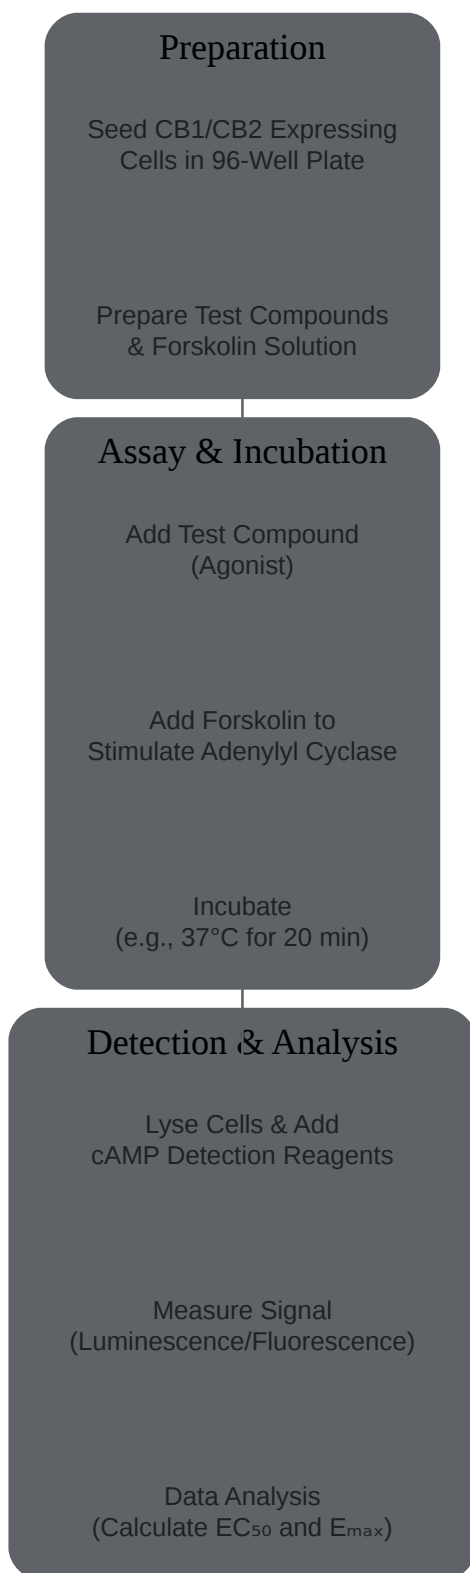 Preparation
Seed CB1/CB2 Expressing
Cells in 96-Well Plate
Prepare Test Compounds
& Forskolin Solution
Assay & Incubation
Add Test Compound
(Agonist)
Add Forskolin to
Stimulate Adenylyl Cyclase
Incubate
(e.g., 37°C for 20 min)
Detection & Analysis
Lyse Cells & Add
cAMP Detection Reagents
Measure Signal
(Luminescence/Fluorescence)
Data Analysis
(Calculate EC₅₀ and Eₘₐₓ)